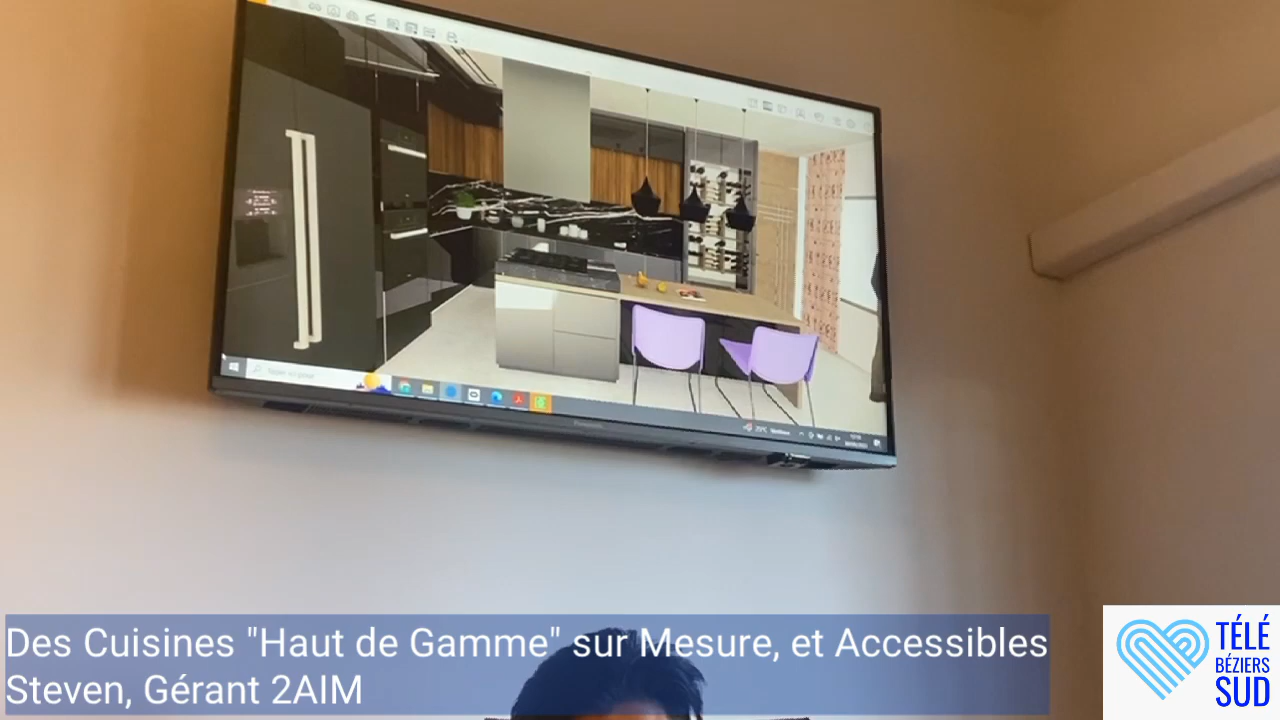 Des Cuisines "Haut de Gamme" sur Mesure, et Accessibles
Steven, Gérant 2AIM
TÉLÉ
BÉZIERS
SUD